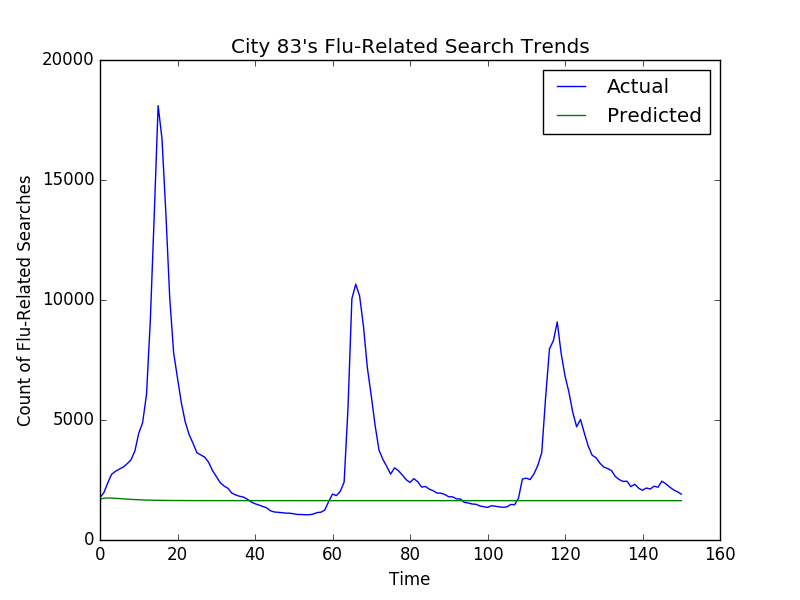 City 83's Flu-Related Search Trends
20000
15000
10000
5000
0
Count of Flu-Related Searches
Actual
Predicted
0 20 40 60 80 100 120 140 160
Time